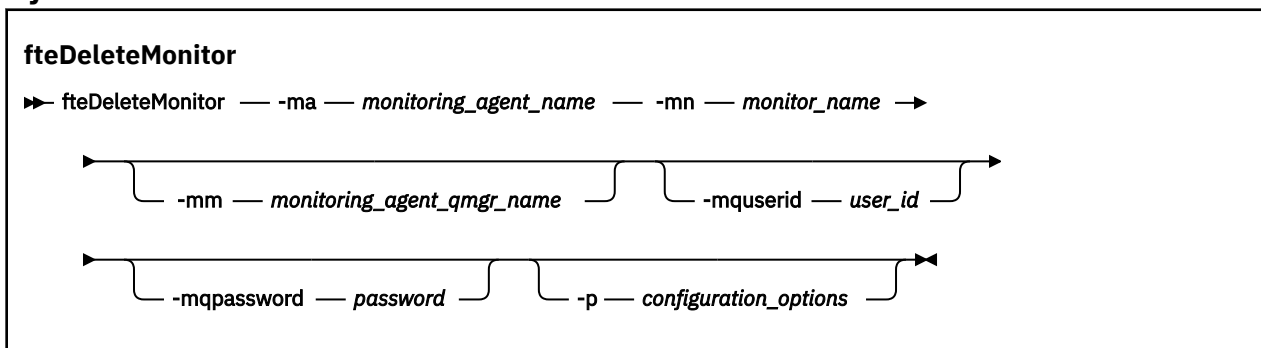 fteDeleteMonitor
fteDeleteMonitor -ma monitoring_agent_name -mn monitor_name
-mm monitoring_agent_qmgr_name -mquserid user_id
-mqpassword password -p configuration_options